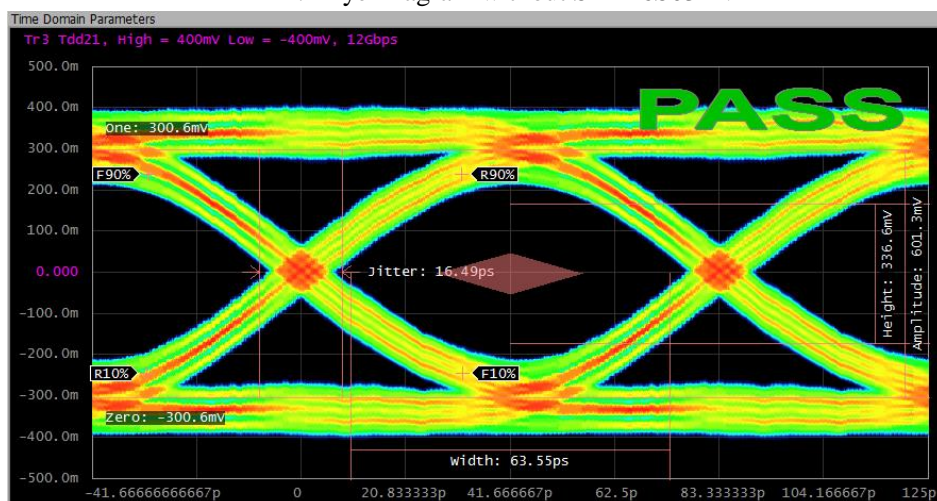 Time Domain Parameters
Tr3 Tdd21, High = 400mV Low = -400mV, 12Gbps
500.0m
400.0m
PASS
One: 300.6mV
300.0m
F90%
R90%
200.0m
100.0m
0.000
Jitter: 16.49ps
Height: 336.6mV
Amplitude: 601.3mV
-100.0m
-200.0m
R10%
F10%
-300.0m
Zero: -300.6mV
-400.0m
Width: 63.55ps
-500.0m
-41.66666666667p 0 20.833333p 41.666667p 62.5p 83.333333p 104.166667p 125p